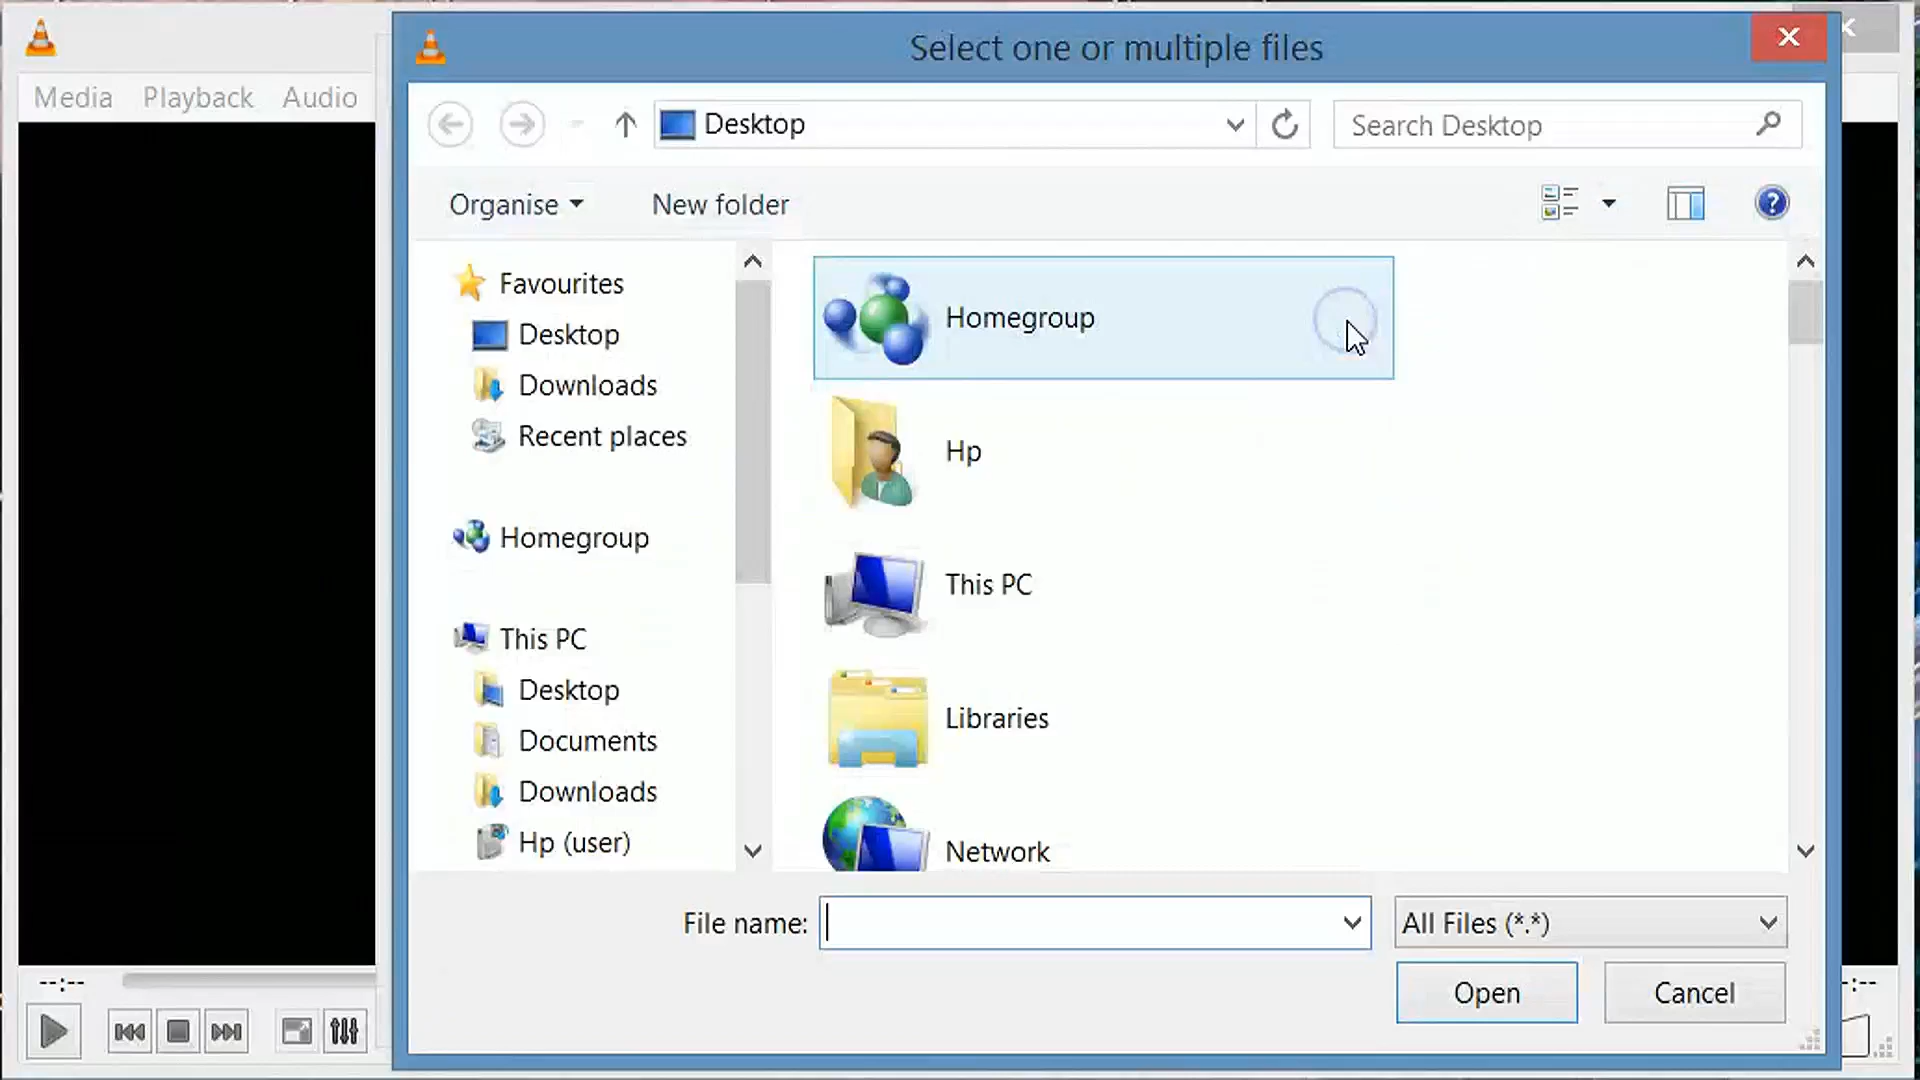 Select one or multiple files
Media Playback Audio
Desktop
Search Desktop
Organise
New folder
Favourites
Desktop
Downloads
Recent places
Homegroup
This PC
Desktop
Documents
Downloads
Hp (user)
Homegroup
Hp
This PC
Libraries
Network
File name:
All Files (*.*)
Open
Cancel
--:--
-:--